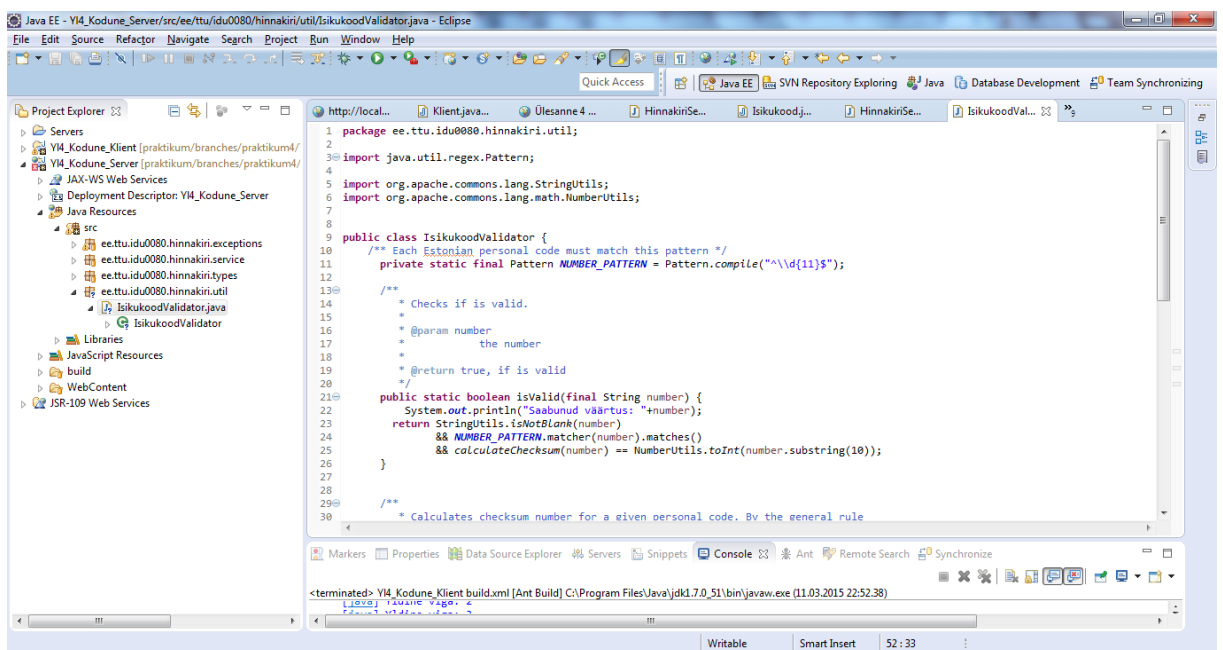 Java EE - YI4_Kodune_Server/src/ee/ttu/idu0080/hinnakiri/util/IsikukoodValidator.java - Eclipse
File Edit Source Refactor Navigate Search Project Run Window Help
Quick Access Java EE SVN Repository Exploring Java Database Development Team Synchronizing
Project Explorer
Servers
YI4_Kodune_Klient [praktikum/branches/praktikum4/
YI4_Kodune_Server [praktikum/branches/praktikum4/
JAX-WS Web Services
Deployment Descriptor: YI4_Kodune_Server
Java Resources
src
ee.ttu.idu0080.hinnakiri.exceptions
ee.ttu.idu0080.hinnakiri.service
ee.ttu.idu0080.hinnakiri.types
ee.ttu.idu0080.hinnakiri.util
IsikukoodValidator.java
IsikukoodValidator
Libraries
JavaScript Resources
build
WebContent
JSR-109 Web Services
http://local... Klient.java... Ülesanne 4 ... HinnakiriSe... Isikukood.j... HinnakiriSe... IsikukoodVal... »9
1 package ee.ttu.idu0080.hinnakiri.util;
2
3 import java.util.regex.Pattern;
4
5 import org.apache.commons.lang.StringUtils;
6 import org.apache.commons.lang.math.NumberUtils;
7
8
9 public class IsikukoodValidator {
10 /** Each Estonian personal code must match this pattern */
11 private static final Pattern NUMBER_PATTERN = Pattern.compile("^\\d{11}$");
12
13 /**
14 * Checks if is valid.
15 *
16 * @param number
17 * the number
18 *
19 * @return true, if is valid
20 */
21 public static boolean isValid(final String number) {
22 System.out.println("Saabunud väärtus: "+number);
23 return StringUtils.isNotBlank(number)
24 && NUMBER_PATTERN.matcher(number).matches()
25 && calculateChecksum(number) == NumberUtils.toInt(number.substring(10));
26 }
27
28
29 /**
30 * Calculates checksum number for a given personal code. By the general rule
Markers Properties Data Source Explorer Servers Snippets Console Ant Remote Search Synchronize
<terminated> YI4_Kodune_Klient build.xml [Ant Build] C:\Program Files\Java\jdk1.7.0_51\bin\javaw.exe (11.03.2015 22:52.38)
[java] Yldine viga: 2
Writable Smart Insert 52 : 33